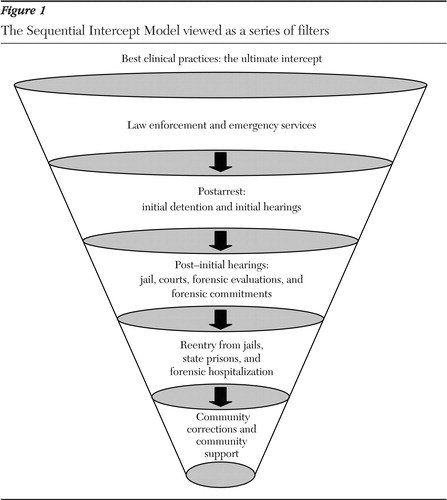 Figure 1
The Sequential Intercept Model viewed as a series of filters
Best clinical practices: the ultimate intercept
Law enforcement and emergency services
Postarrest:
initial detention and initial hearings
Post–initial hearings:
jail, courts, forensic evaluations, and
forensic commitments
Reentry from jails,
state prisons, and
forensic hospitalization
Community
corrections and
community
support